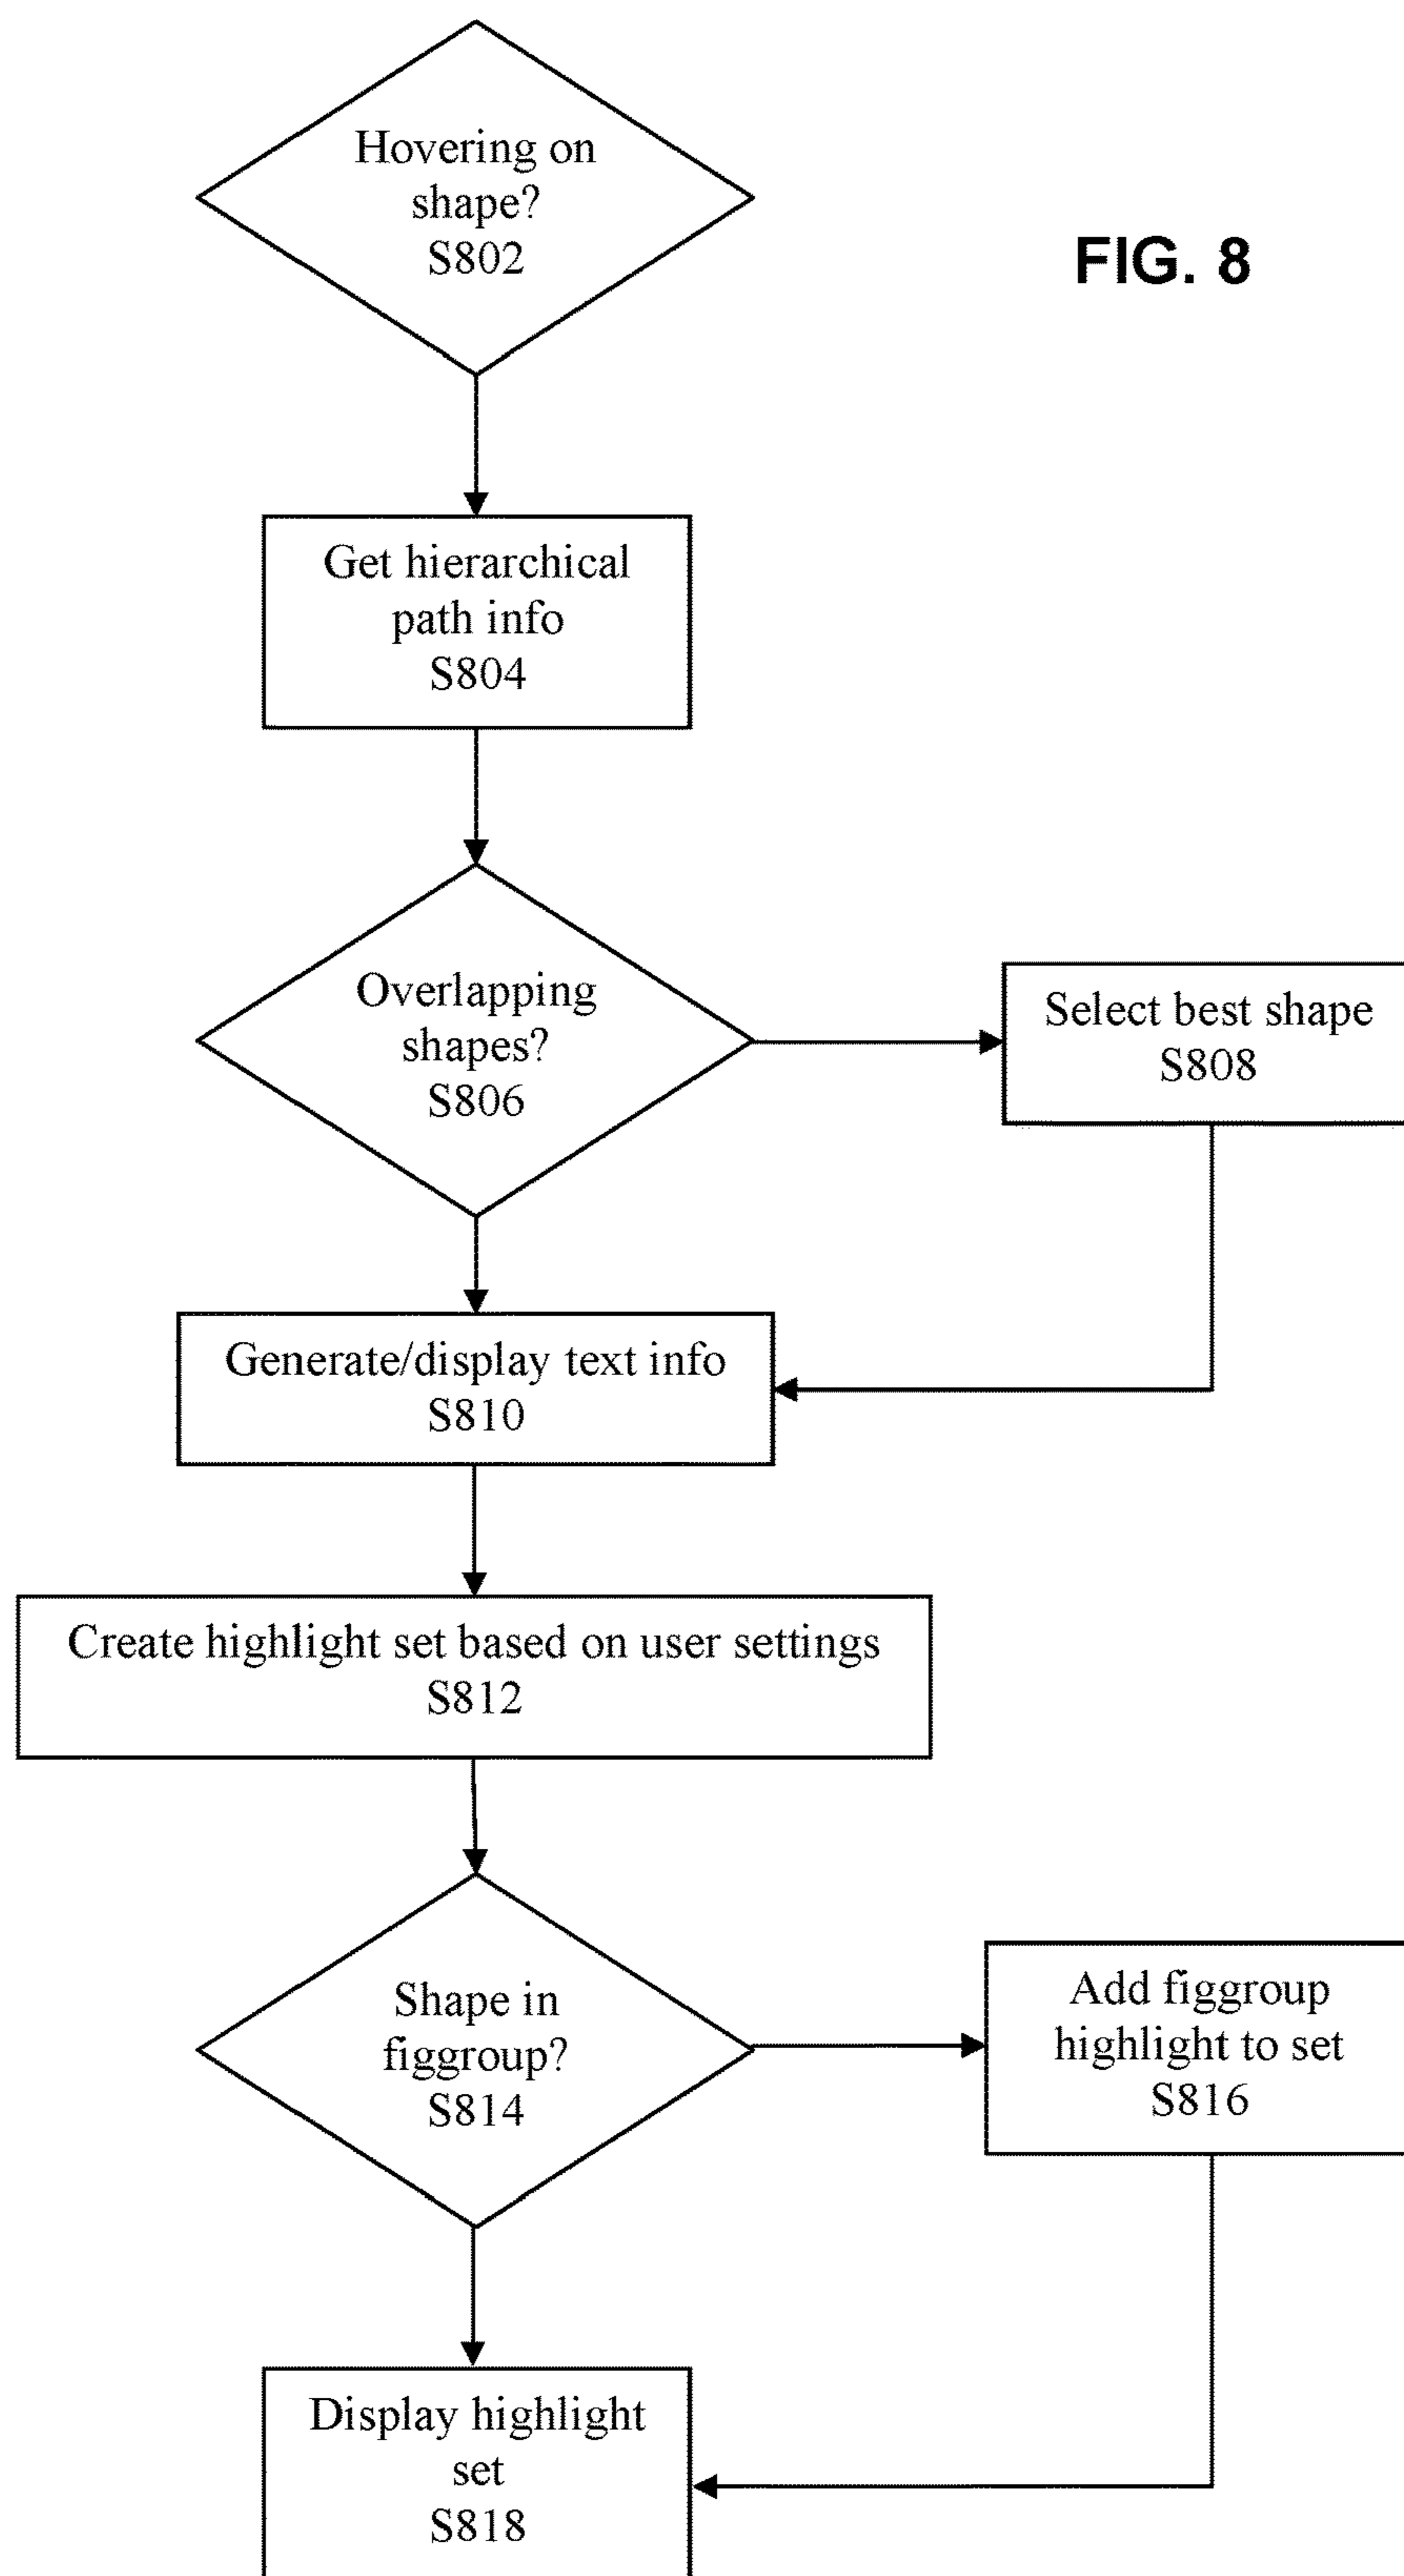 Hovering on
shape?
S802
FIG. 8
Get hierarchical
path info
S804
Overlapping
shapes?
S806
Select best shape
S808
Generate/display text info
S810
Create highlight set based on user settings
S812
Shape in
figgroup?
S814
Add figgroup
highlight to set
S816
Display highlight
set
S818